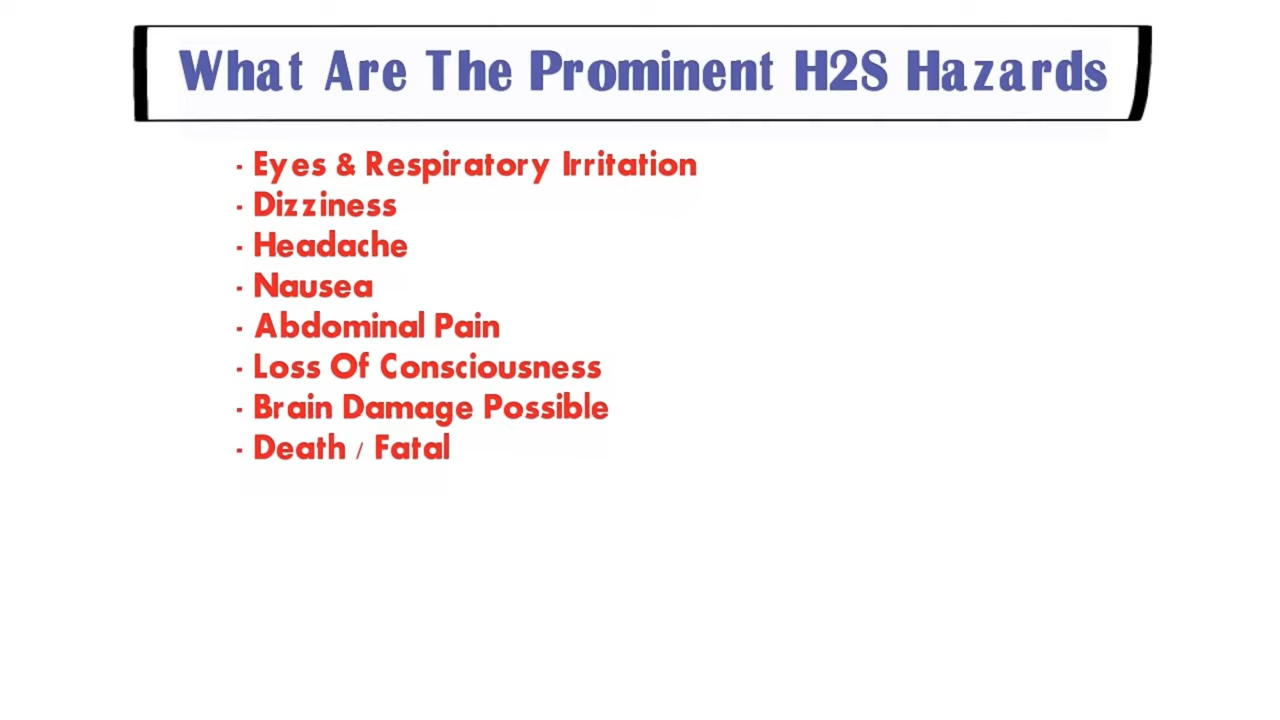 What Are The Prominent H2S Hazards
- Eyes & Respiratory Irritation
- Dizziness
- Headache
- Nausea
- Abdominal Pain
- Loss Of Consciousness
- Brain Damage Possible
- Death / Fatal